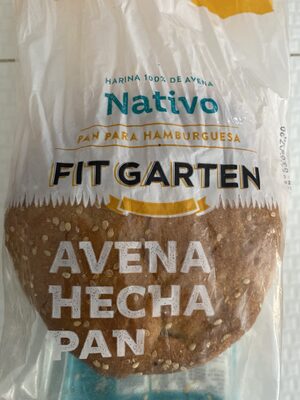 HARINA 100% DE AVENA
Nativo
PAN PARA HAMBURGUESA
FIT GARTEN
AVENA
HECHA
PAN